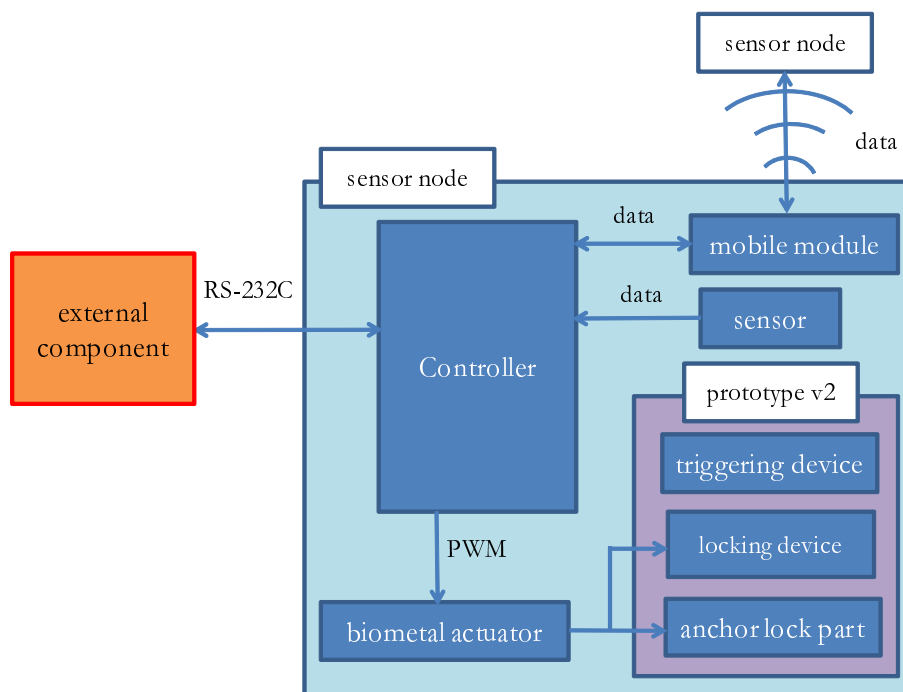 sensor node
data
sensor node
data
mobile module
RS-232C
data
external
component
sensor
Controller
prototype v2
triggering device
PWM
locking device
biometal actuator
anchor lock part